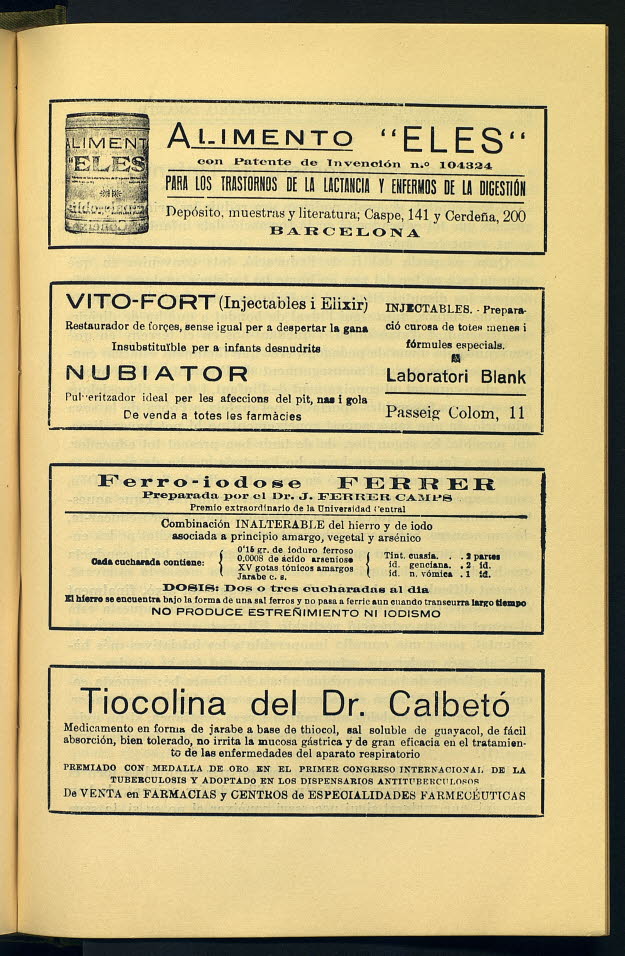 ALIMENT
"ELES
ALIMENTO "ELES"
con Patente de Invención n.º 104324
PARA LOS TRASTORNOS DE LA LACTANCIA Y ENFERMOS DE LA DIGESTIÓN
Depósito, muestras y literatura; Caspe, 141 y Cerdeña, 200
BARCELONA
VITO-FORT (Injectables i Elixir)
Restaurador de forçes, sense igual per a despertar la gana
Insubstituïble per a infants desnudrits
NUBIATOR
Pulveritzador ideal per les afeccions del pit, nas i gola
De venda a totes les farmàcies
INJECTABLES. - Prepara-
ció curosa de totes menes i
fórmules especials.
Laboratori Blank
Passeig Colom, 11
Ferro-iodose FERRER
Preparada por el Dr. J. FERRER CAMPS
Premio extraordinario de la Universidad Central
Combinación INALTERABLE del hierro y de iodo
asociada a principio amargo, vegetal y arsénico
Cada cucharada contiene:
0'15 gr. de ioduro ferroso
0,0008 de ácido arsenioso
XV gotas tónicos amargos
Jarabe c. s.
Tint. cuasia. . . 2 partes
id. genciana. . 2 id.
id. n. vómica . 1 id.
DOSIS: Dos o tres cucharadas al dia
El hierro se encuentra bajo la forma de una sal ferros y no pasa a ferric aun cuando transcurra largo tiempo
NO PRODUCE ESTREÑIMIENTO NI IODISMO
Tiocolina del Dr. Calbetó
Medicamento en forma de jarabe a base de thiocol, sal soluble de guayacol, de fácil
absorción, bien tolerado, no irrita la mucosa gástrica y de gran eficacia en el tratamien-
to de las enfermedades del aparato respiratorio
PREMIADO CON MEDALLA DE ORO EN EL PRIMER CONGRESO INTERNACIONAL DE LA
TUBERCULOSIS Y ADOPTADO EN LOS DISPENSARIOS ANTITUBERCULOSOS
De VENTA en FARMACIAS y CENTROS de ESPECIALIDADES FARMECÉUTICAS